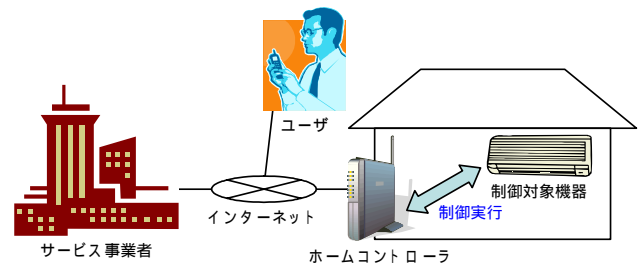 ユーザ
制御対象機器
インターネット
制御実行
サービス事業者
ホームコントローラ